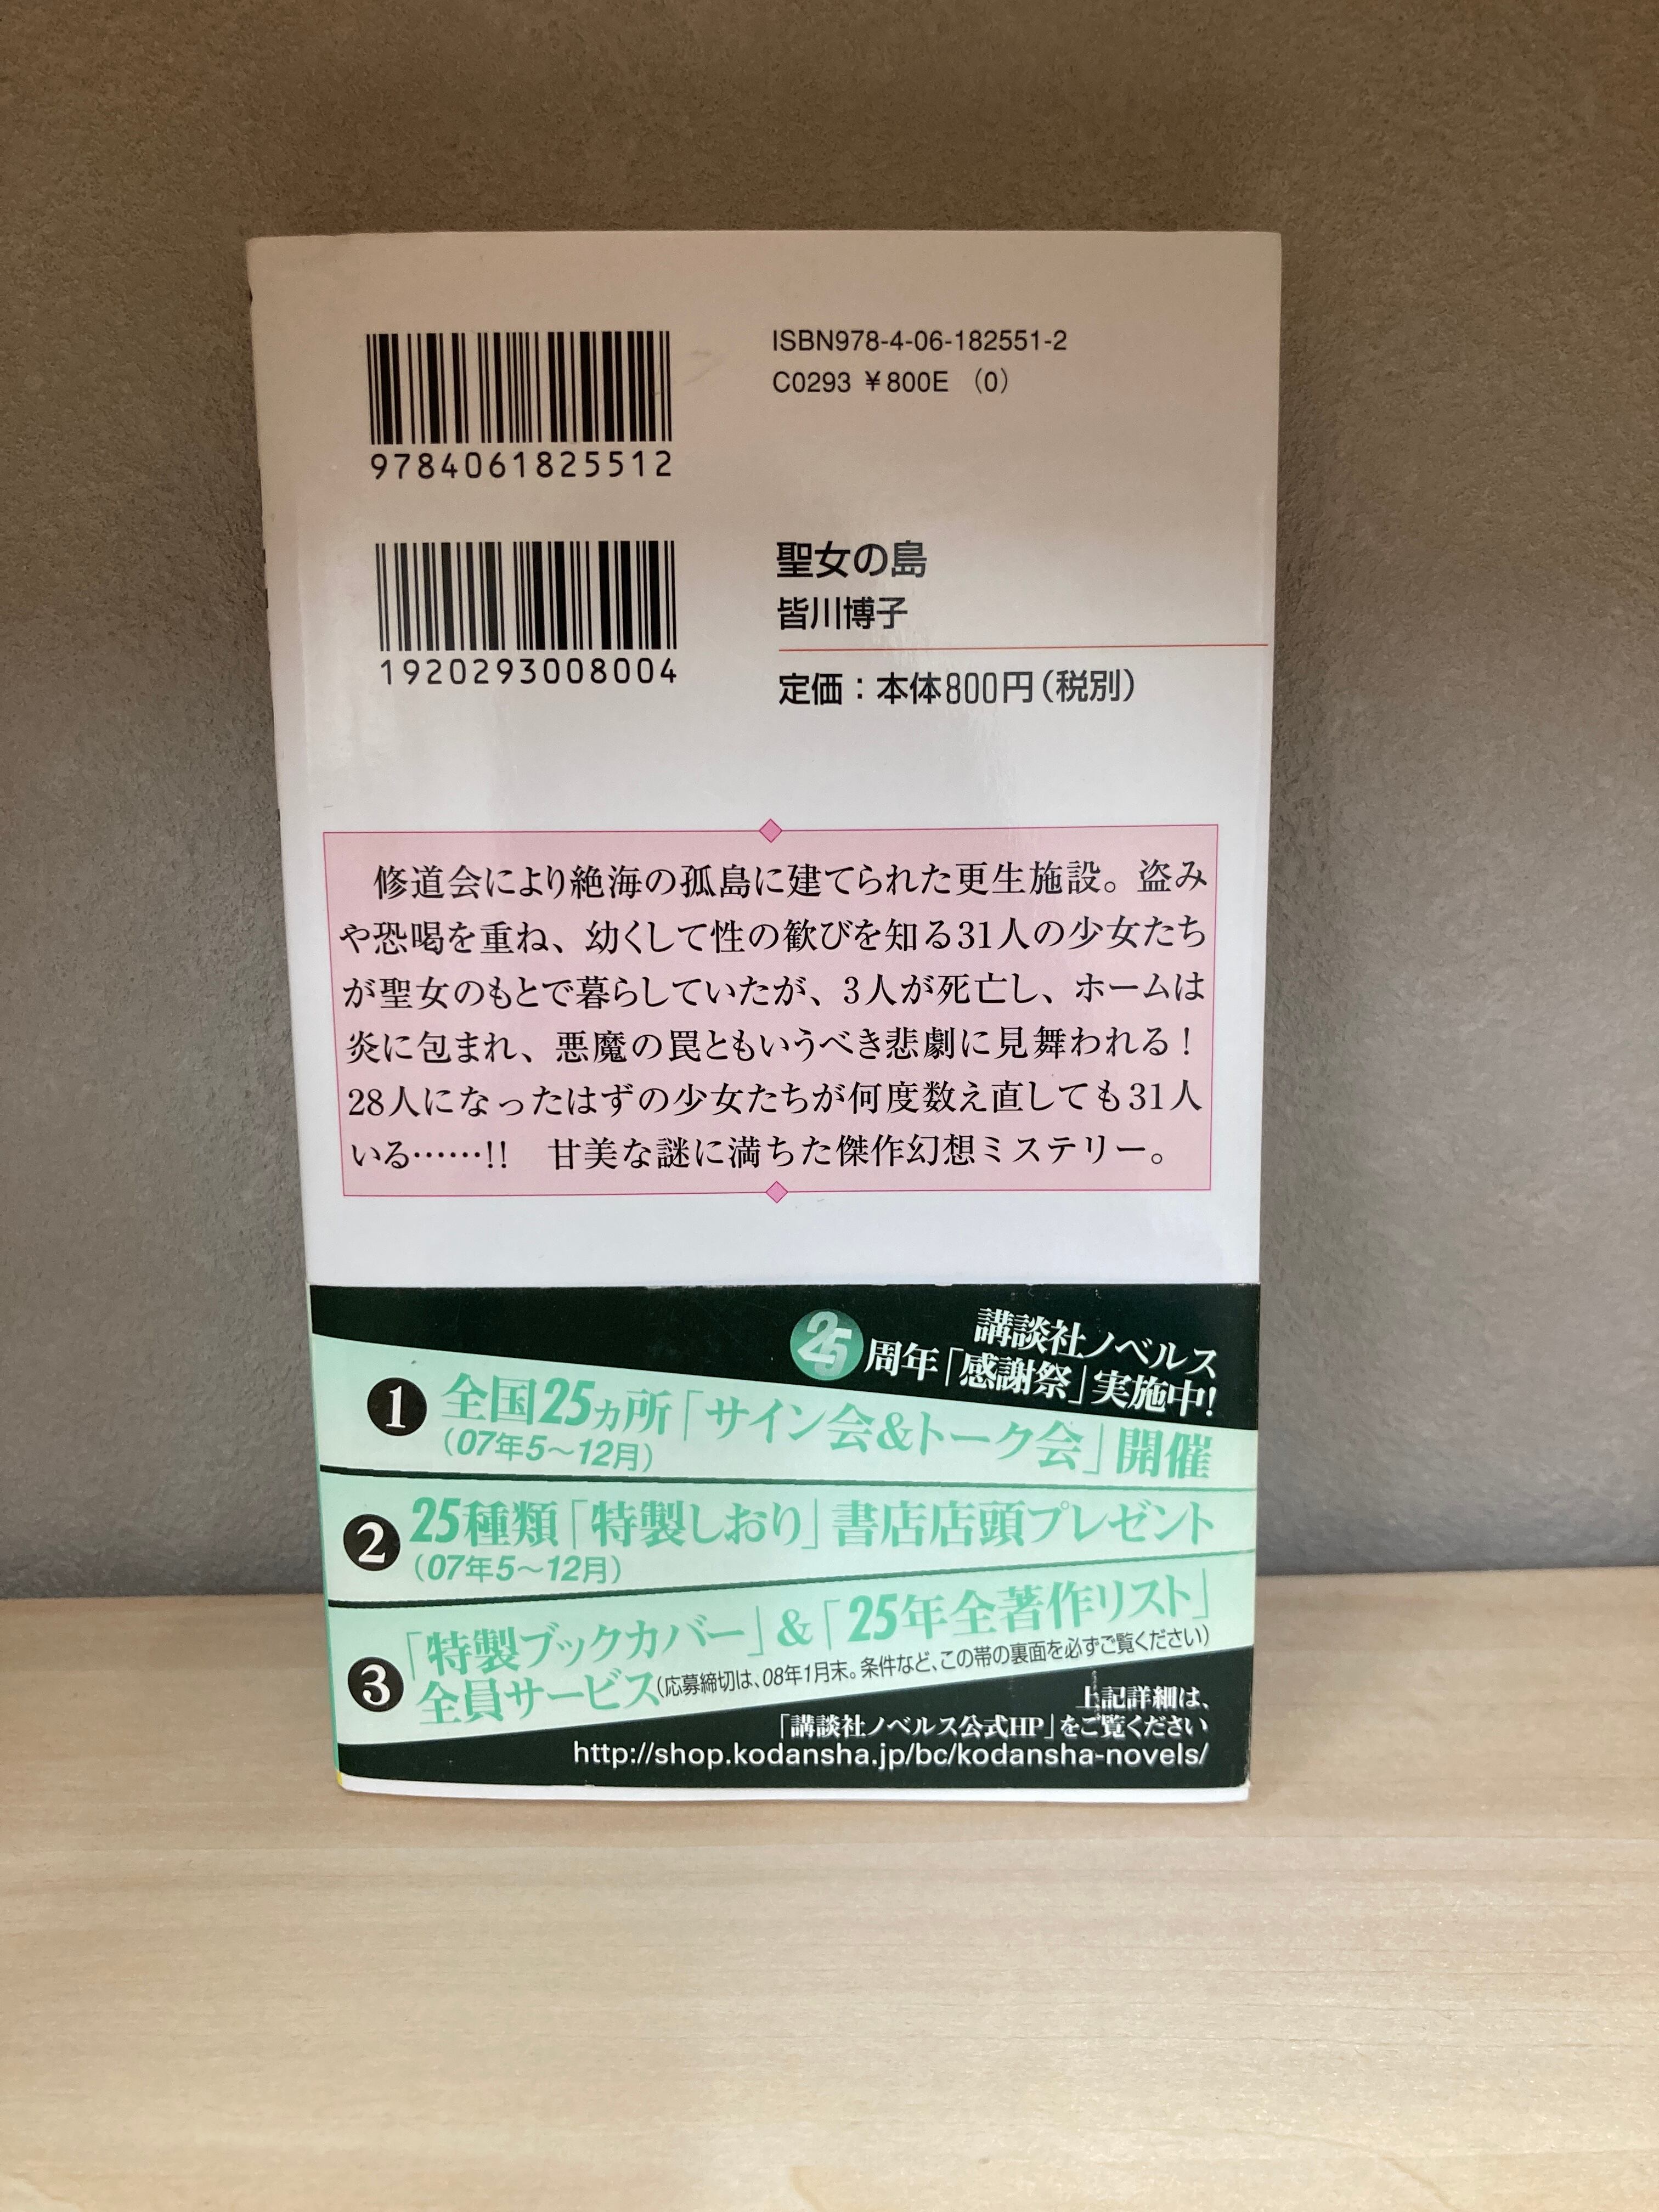 ISBN978-4-06-182551-2
C0293 ￥800E （0）
9784061825512
1920293008004
聖女の島
皆川博子
定価：本体800円（税別）
修道会により絶海の孤島に建てられた更生施設。盗み
や恐喝を重ね、幼くして性の歓びを知る31人の少女たち
が聖女のもとで暮らしていたが、3人が死亡し、ホームは
炎に包まれ、悪魔の罠ともいうべき悲劇に見舞われる！
28人になったはずの少女たちが何度数え直しても31人
いる……!!　甘美な謎に満ちた傑作幻想ミステリー。
講談社ノベルス
25周年「感謝祭」実施中！
❶ 全国25ヵ所「サイン会&トーク会」開催
（07年5～12月）
❷ 25種類「特製しおり」書店店頭プレゼント
（07年5～12月）
❸ 「特製ブックカバー」&「25年全著作リスト」
全員サービス（応募締切は、08年1月末。条件など、この帯の裏面を必ずご覧ください）
上記詳細は、
「講談社ノベルス公式HP」をご覧ください
http://shop.kodansha.jp/bc/kodansha-novels/